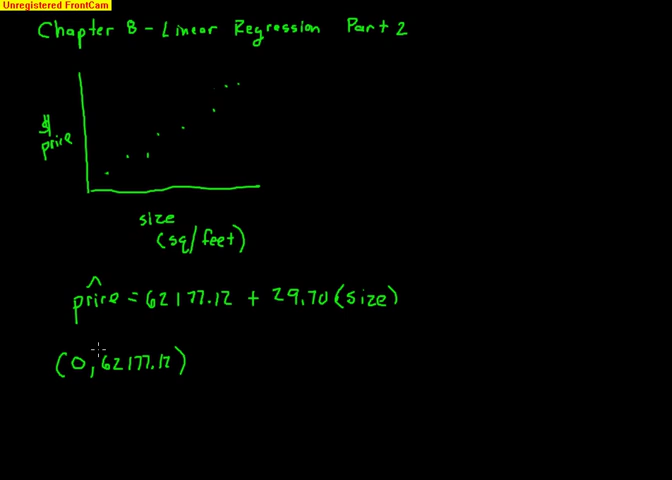 Unregistered FrontCam
Chapter 8 - Linear Regression Part 2
$
price
size
(sq/feet)
price^ = 62177.12 + 29.70(size)
(0, 62177.12)